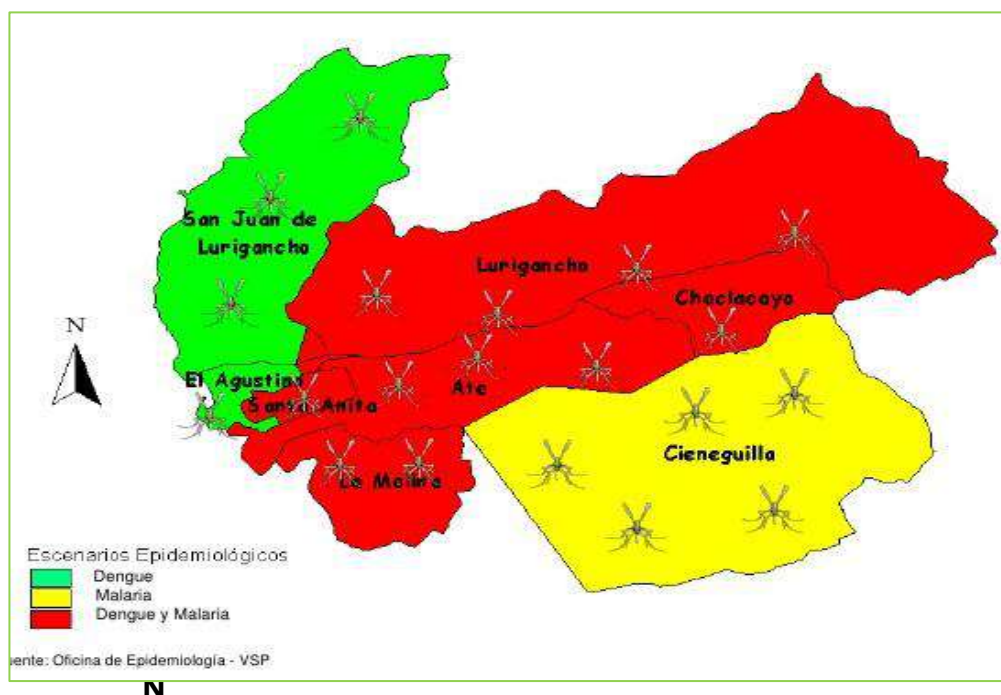 San Juan de
Lurigancho
Lurigancho
Chaclacayo
N
El Agustino
Santa Anita
Ate
La Molina
Cieneguilla
Escenarios Epidemiológicos
Dengue
Malaria
Dengue y Malaria
uente: Oficina de Epidemiología - VSP
N